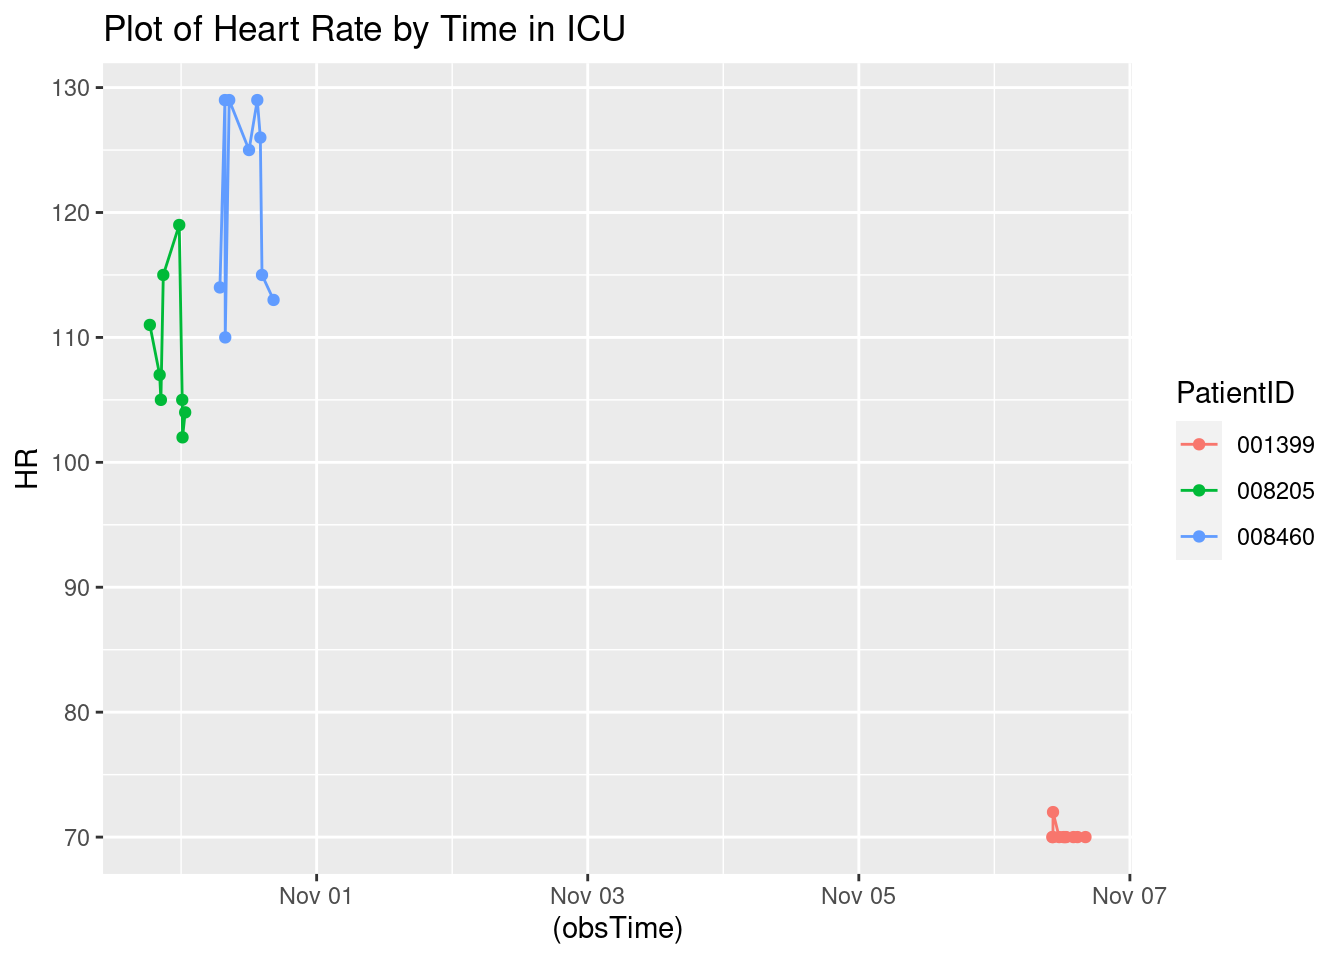 Plot of Heart Rate by Time in ICU
130
120
110
100
90
80
70
HR
Nov 01
Nov 03
Nov 05
Nov 07
(obsTime)
PatientID
001399
008205
008460